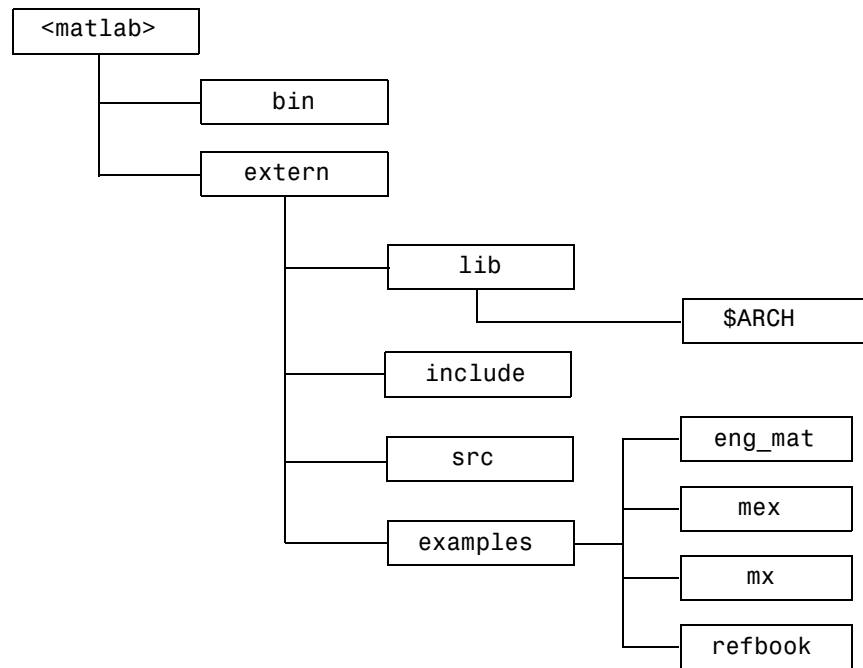 <matlab>
bin
extern
lib
$ARCH
include
eng_mat
src
mex
examples
mx
refbook